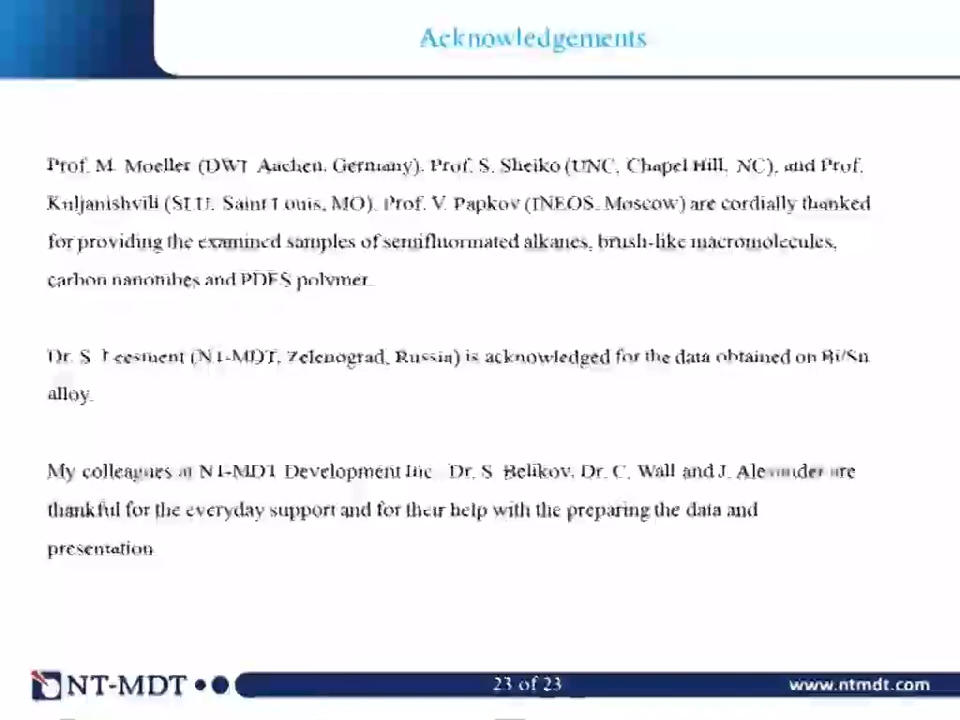 Acknowledgements
Prof. M. Moeller (DWI Aachen, Germany), Prof. S. Sheiko (UNC, Chapel Hill, NC), and Prof.
Kuljanishvili (SLU, Saint Louis, MO), Prof. V. Papkov (INEOS, Moscow) are cordially thanked
for providing the examined samples of semifluorinated alkanes, brush-like macromolecules,
carbon nanotubes and PDES polymer.
Dr. S. (NT-MDT, Zelenograd, Russia) is acknowledged for the data obtained on Bi/Sn
alloy.
My colleagues at NT-MDT Development Inc. Dr. S. Belikov, Dr. C. Wall and J. Alexander are
thankful for the everyday support and for their help with the preparing the data and
presentation
NT-MDT
23 of 23
www.ntmdt.com